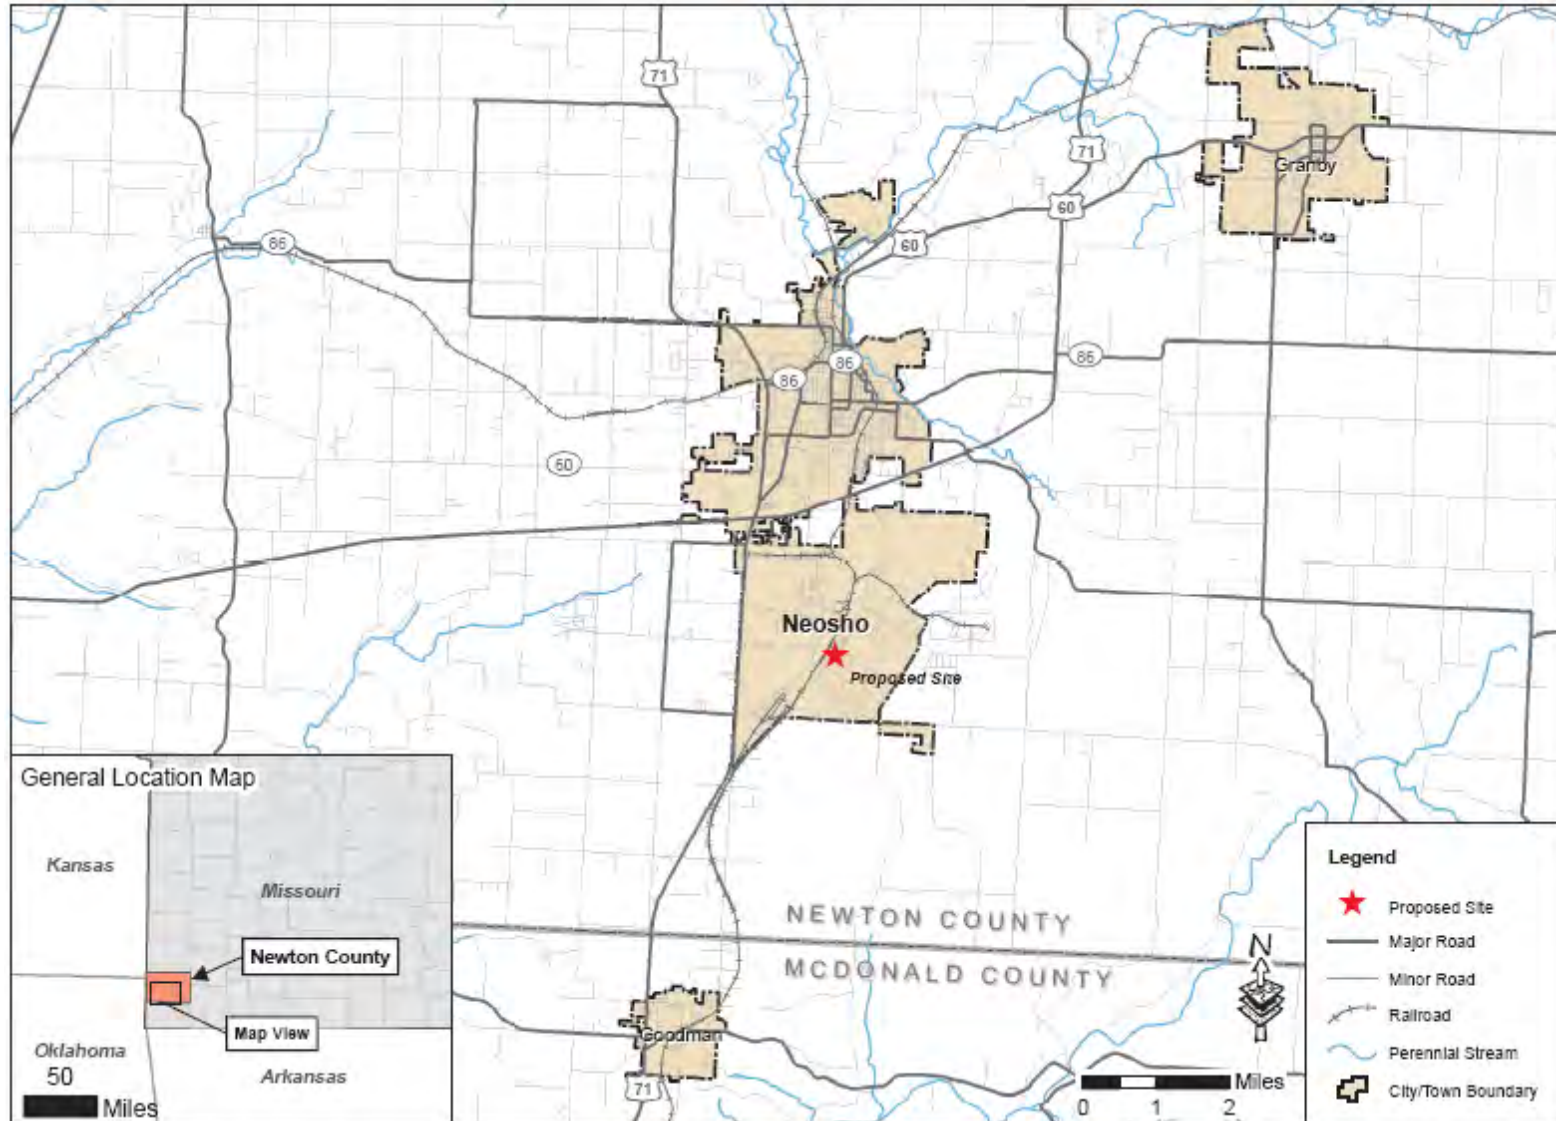 71
71
Granby
60
60
86
86
86
86
60
Neosho
Proposed Site
General Location Map
Kansas
Missouri
Newton County
Map View
Oklahoma
50
Arkansas
Miles
NEWTON COUNTY
MCDONALD COUNTY
Goodman
71
N
Miles
0 1 2
Legend
Proposed Site
Major Road
Minor Road
Railroad
Perennial Stream
City/Town Boundary